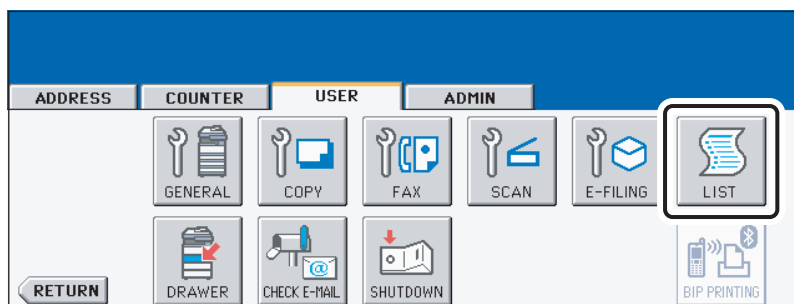 ADDRESS COUNTER USER ADMIN
GENERAL COPY FAX SCAN E-FILING LIST
@
RETURN DRAWER CHECK E-MAIL SHUTDOWN BIP PRINTING